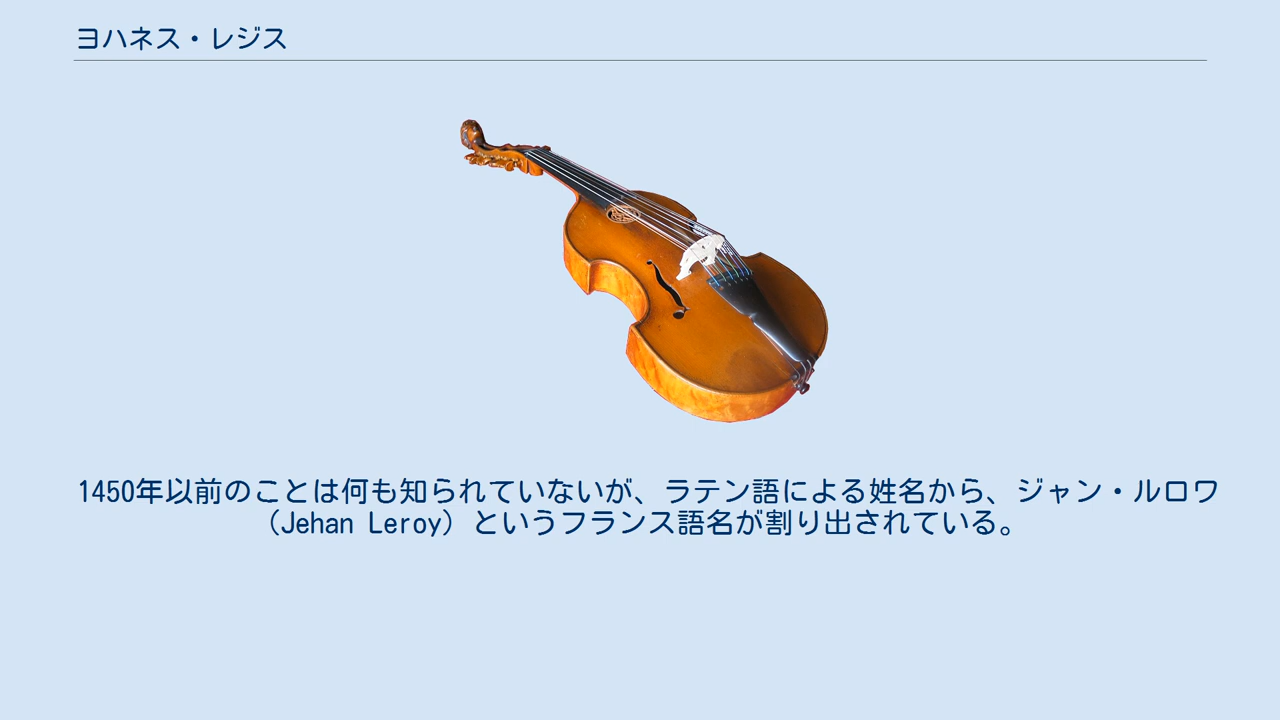 ヨハネス・レジス
1450年以前のことは何も知られていないが、ラテン語による姓名から、ジャン・ルロワ
（Jehan Leroy）というフランス語名が割り出されている。